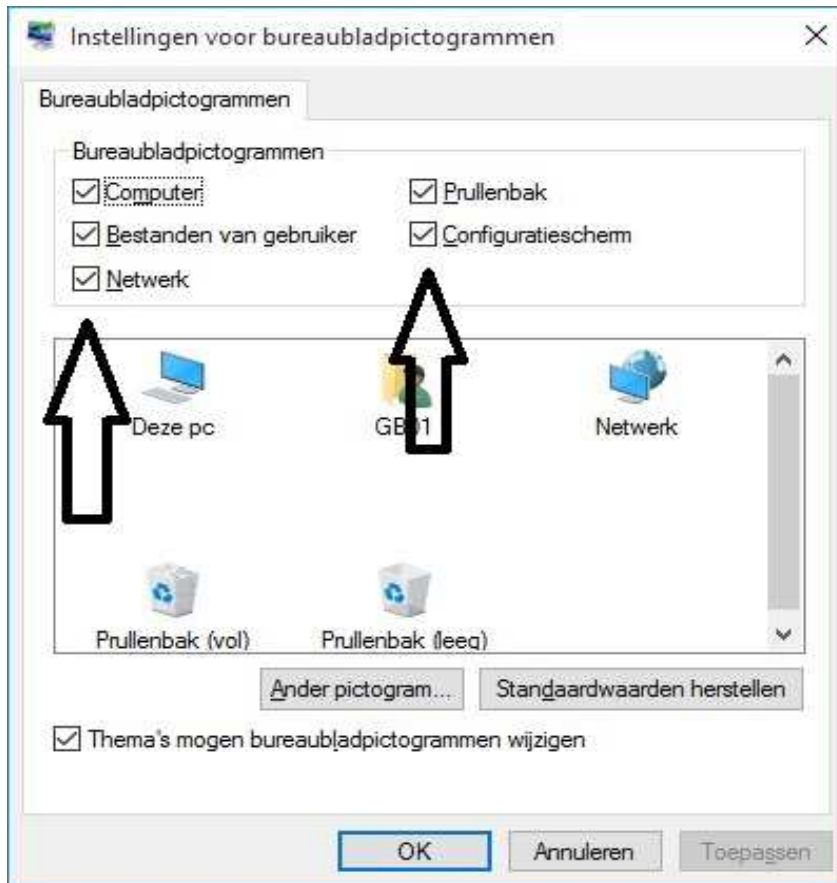 Instellingen voor bureaubladpictogrammen
Bureaubladpictogrammen
Bureaubladpictogrammen
Computer
Prullenbak
Bestanden van gebruiker
Configuratiescherm
Netwerk
Deze pc
Netwerk
Prullenbak (vol)
Prullenbak (leeg)
Ander pictogram...
Standaardwaarden herstellen
Thema's mogen bureaubladpictogrammen wijzigen
OK
Annuleren
Toepassen